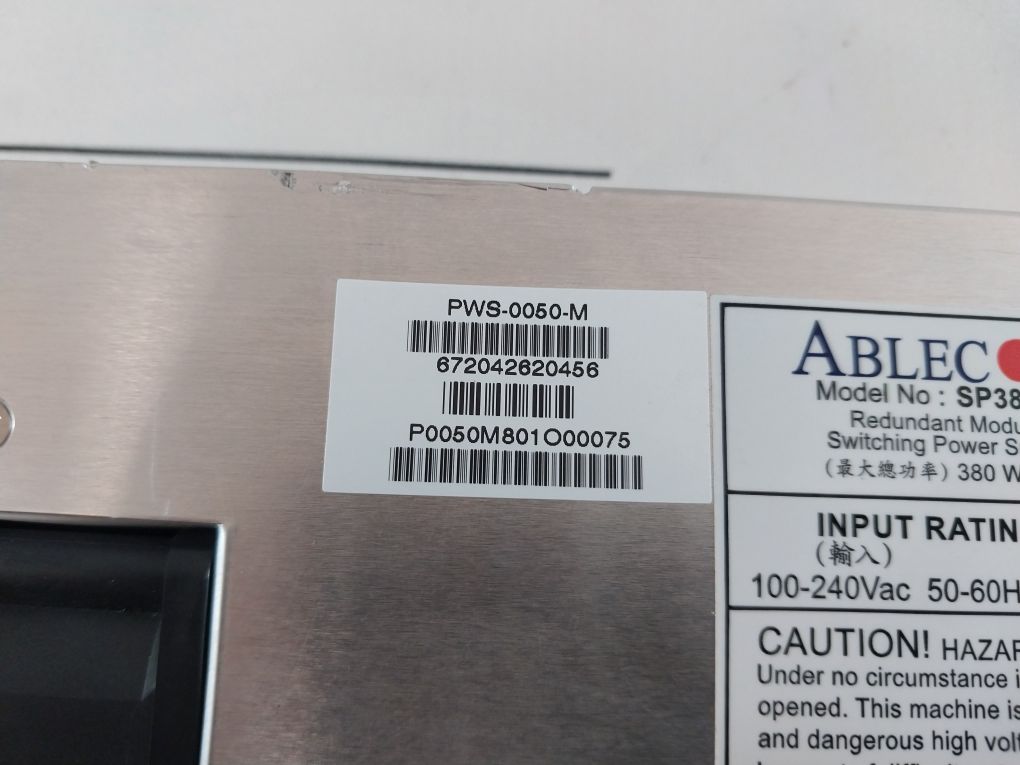 PWS-0050-M
672042620456
P0050M801O00075
ABLEC
Model No : SP38
Redundant Modu
Switching Power S
(最大總功率) 380 W
INPUT RATIN
(輸入)
100-240Vac 50-60H
CAUTION! HAZAR
Under no circumstance i
opened. This machine is
and dangerous high volt